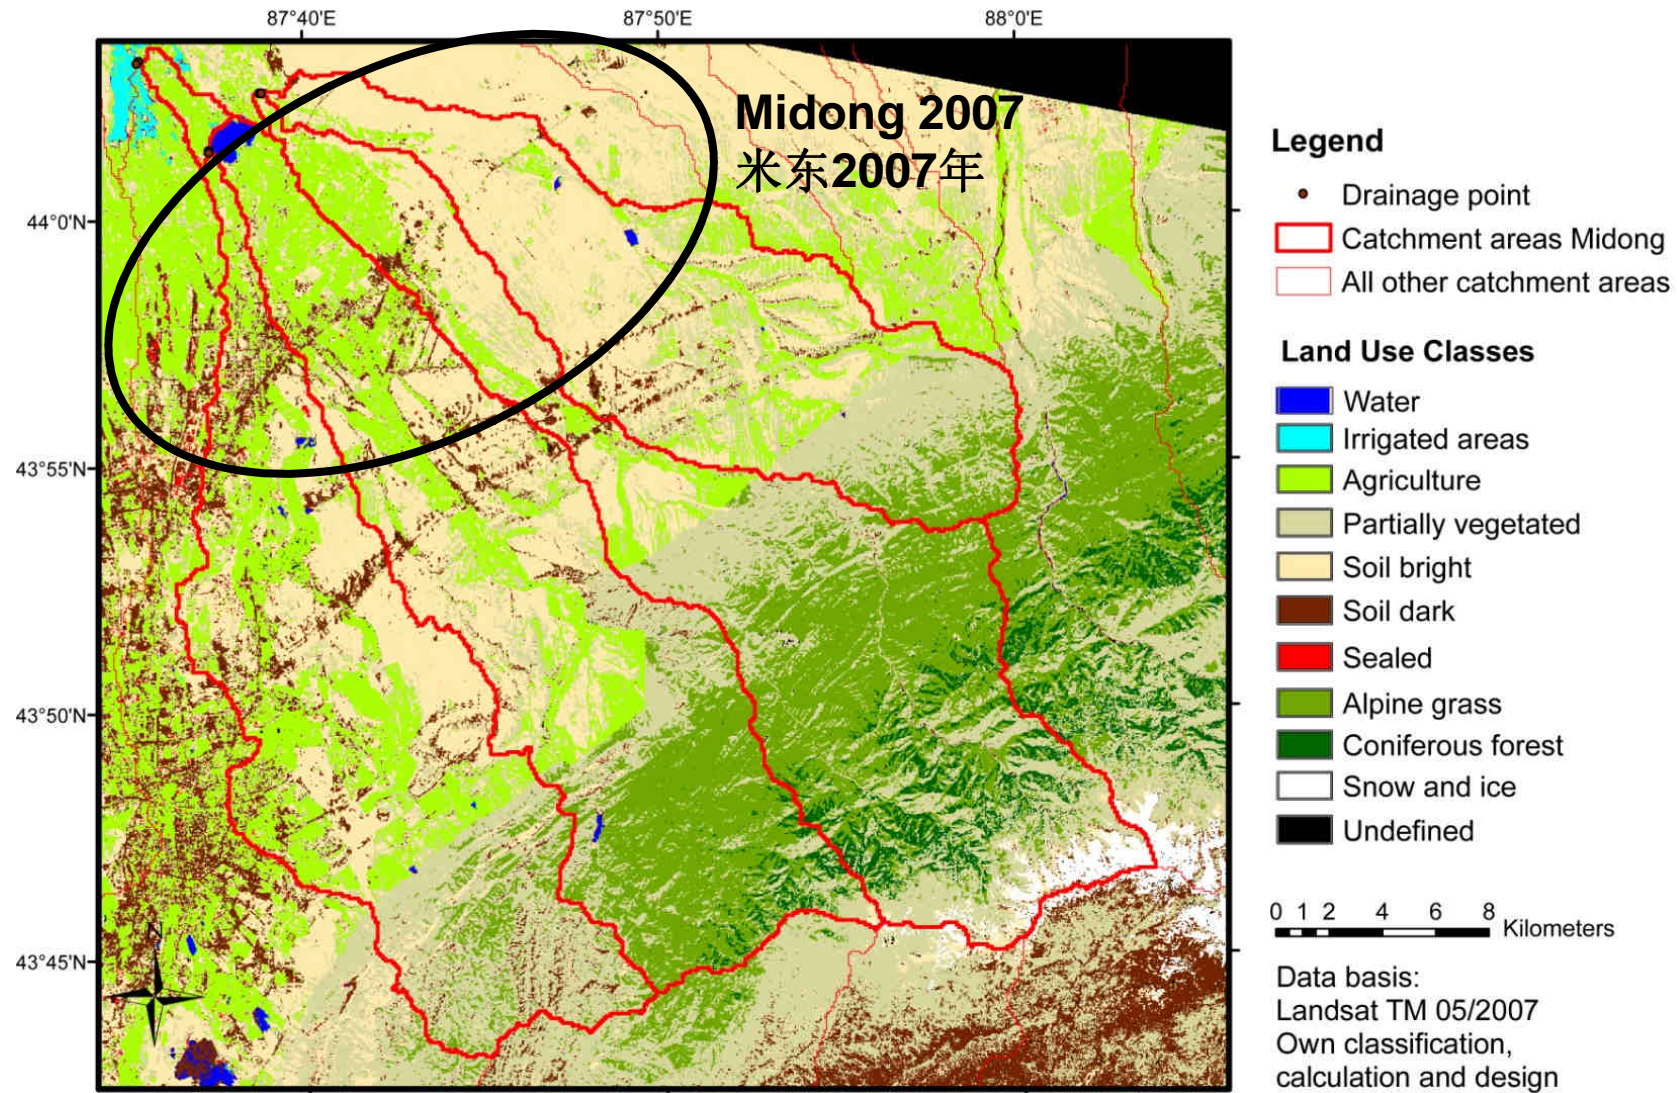 87°40'E
87°50'E
88°0'E
Midong 2007
米东2007年
44°0'N
43°55'N
43°50'N
43°45'N
N
Legend
Drainage point
Catchment areas Midong
All other catchment areas
Land Use Classes
Water
Irrigated areas
Agriculture
Partially vegetated
Soil bright
Soil dark
Sealed
Alpine grass
Coniferous forest
Snow and ice
Undefined
0 1 2 4 6 8
Kilometers
Data basis:
Landsat TM 05/2007
Own classification,
calculation and design